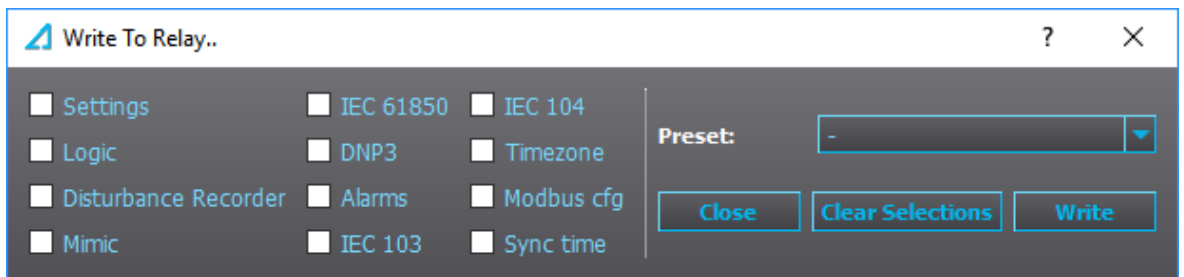 Write To Relay.. ?
Settings IEC 61850 IEC 104
Logic DNP3 Timezone
Disturbance Recorder Alarms Modbus cfg
Mimic IEC 103 Sync time
Preset: -
Close Clear Selections Write